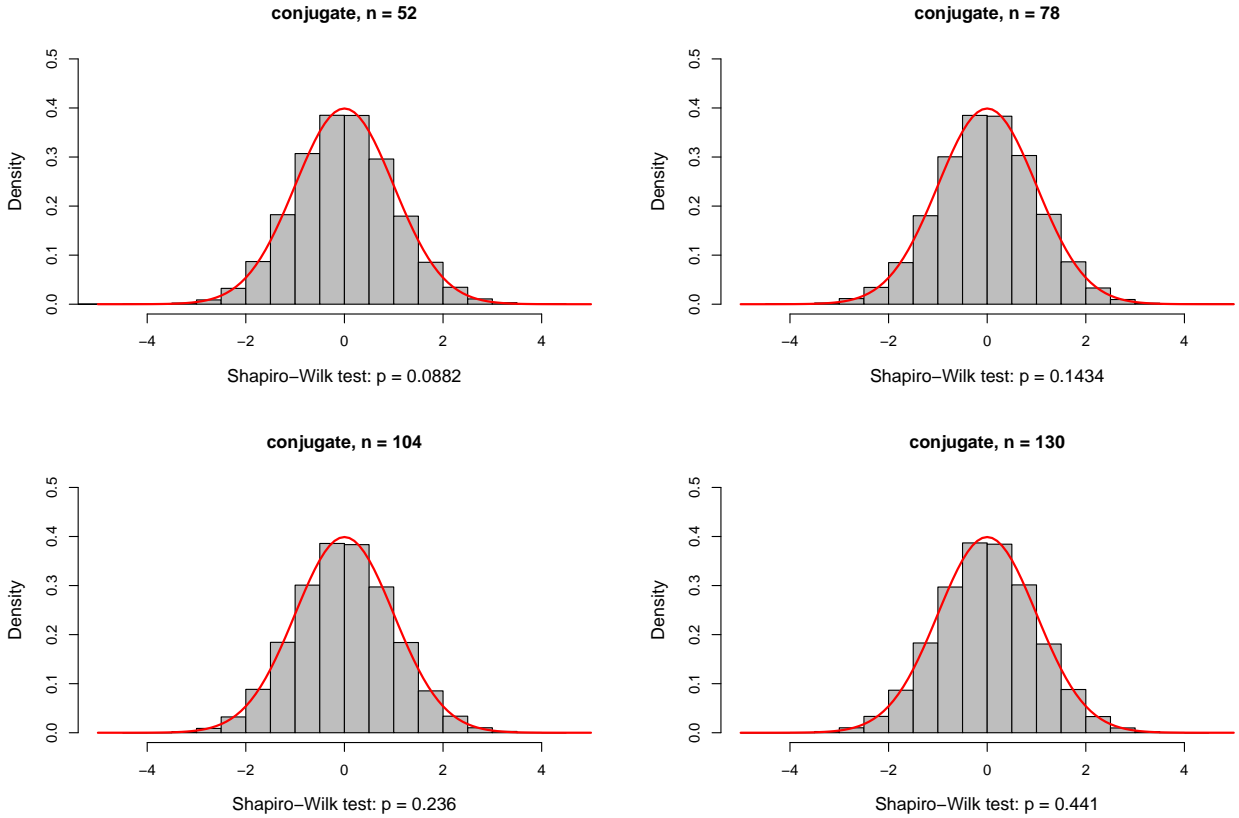 conjugate, n = 52
Density
0.0 0.1 0.2 0.3 0.4 0.5
−4 −2 0 2 4
Shapiro−Wilk test: p = 0.0882
conjugate, n = 78
Density
0.0 0.1 0.2 0.3 0.4 0.5
−4 −2 0 2 4
Shapiro−Wilk test: p = 0.1434
conjugate, n = 104
Density
0.0 0.1 0.2 0.3 0.4 0.5
−4 −2 0 2 4
Shapiro−Wilk test: p = 0.236
conjugate, n = 130
Density
0.0 0.1 0.2 0.3 0.4 0.5
−4 −2 0 2 4
Shapiro−Wilk test: p = 0.441